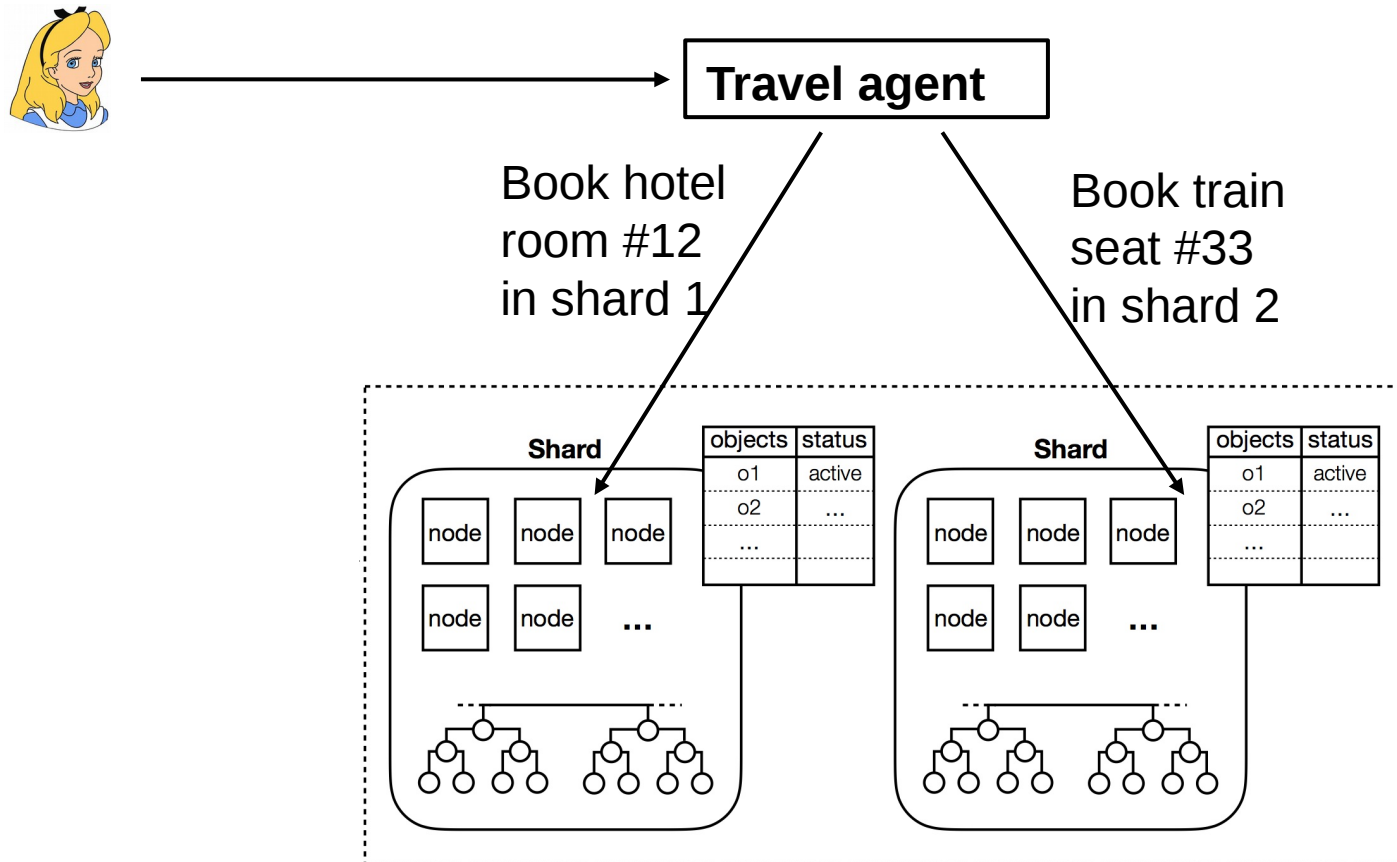 Travel agent
Book hotel
room #12
in shard 1
Book train
seat #33
in shard 2
Shard
objects status
o1 active
o2 ...
...
node node node
node node ...
Shard
objects status
o1 active
o2 ...
...
node node node
node node ...